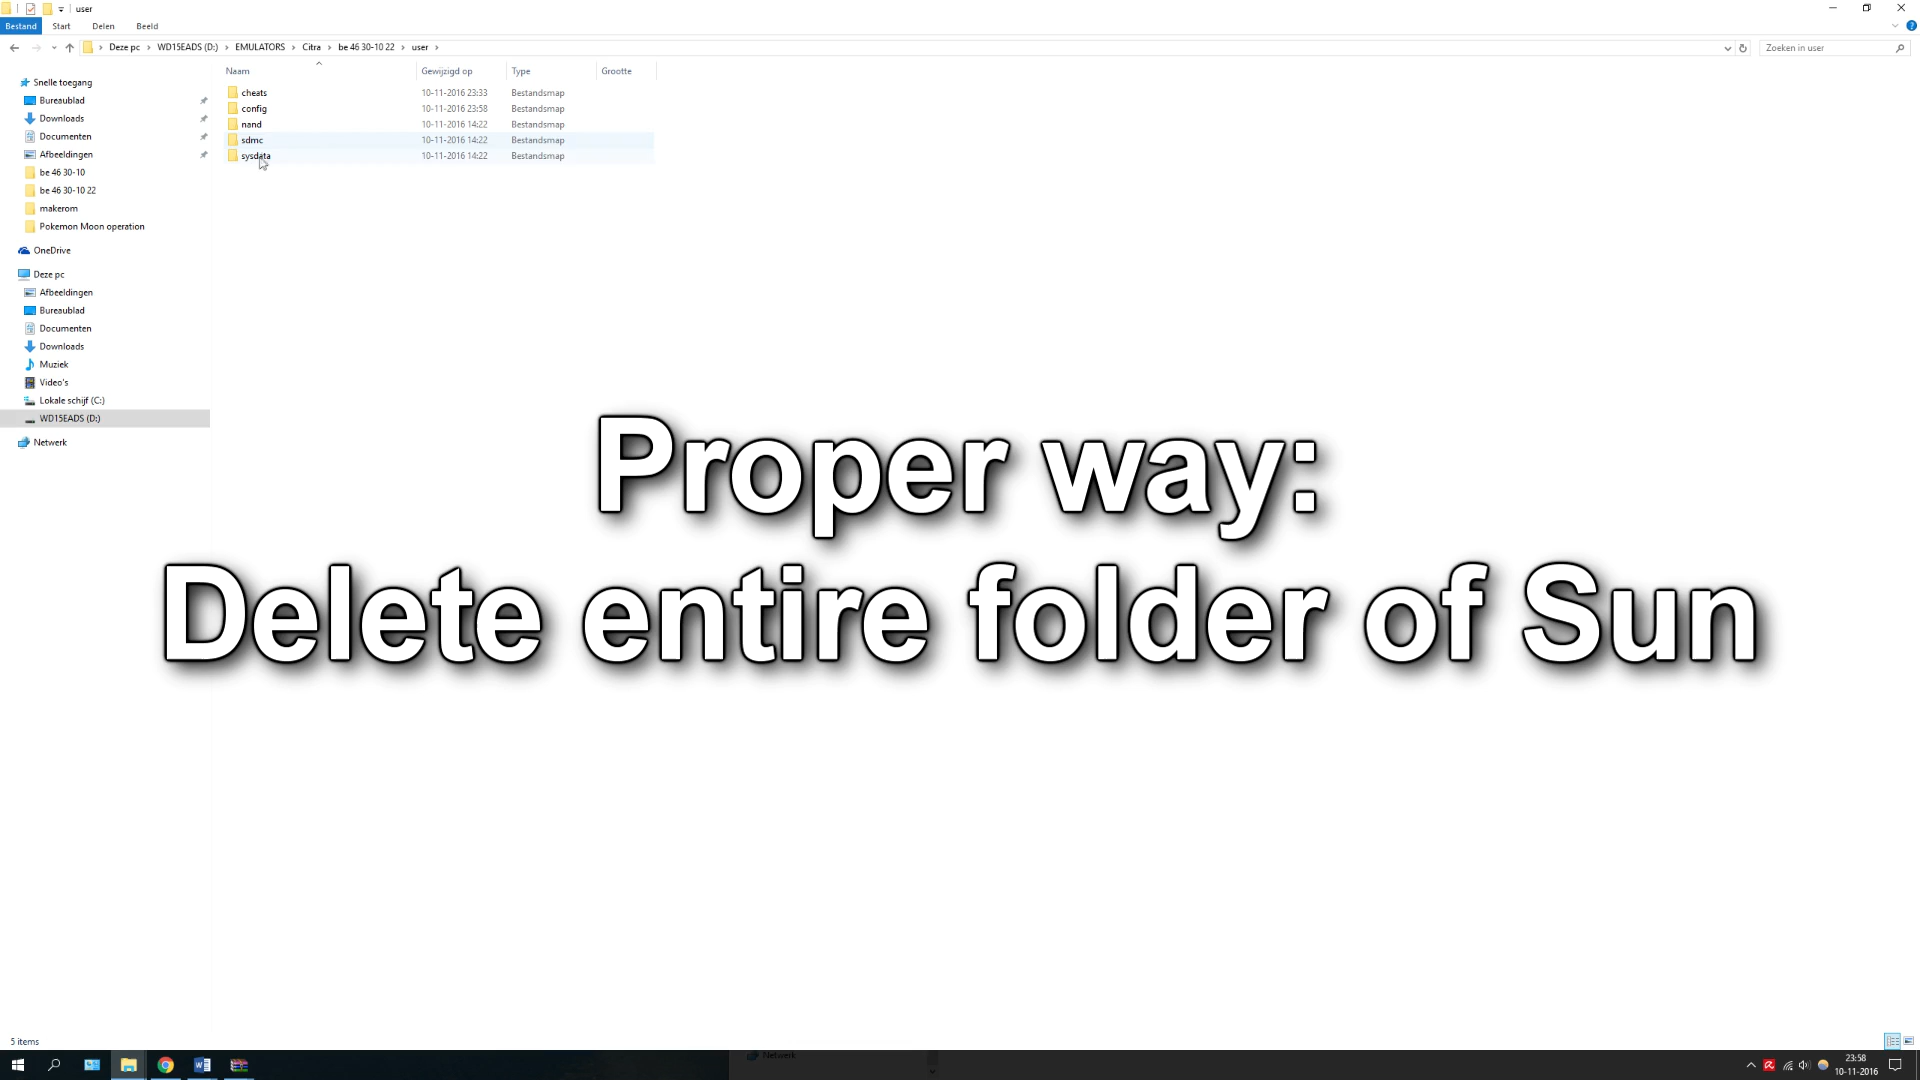 user
Bestand Start Delen Beeld
Deze pc WD15EADS (D:) EMULATORS Citra be 46 30-10 22 user
Zoeken in user
Naam Gewijzigd op Type Grootte
cheats 10-11-2016 23:33 Bestandsmap
config 10-11-2016 23:58 Bestandsmap
nand 10-11-2016 14:22 Bestandsmap
sdmc 10-11-2016 14:22 Bestandsmap
sysdata 10-11-2016 14:22 Bestandsmap
Snelle toegang
Bureaublad
Downloads
Documenten
Afbeeldingen
be 46 30-10
be 46 30-10 22
makerom
Pokemon Moon operation
OneDrive
Deze pc
Afbeeldingen
Bureaublad
Documenten
Downloads
Muziek
Video's
Lokale schijf (C:)
WD15EADS (D:)
Netwerk
Proper way:
Delete entire folder of Sun
5 items
Netwerk
23:58
10-11-2016